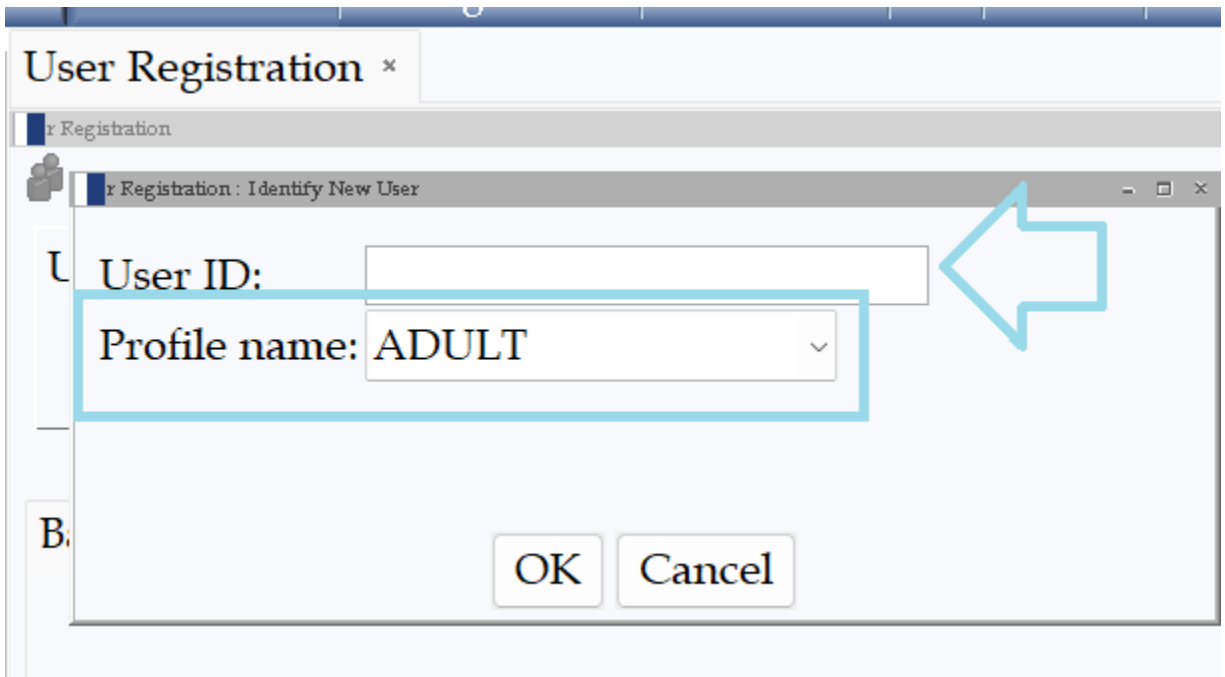 User Registration ×
r Registration
r Registration : Identify New User
User ID:
Profile name: ADULT
OK Cancel